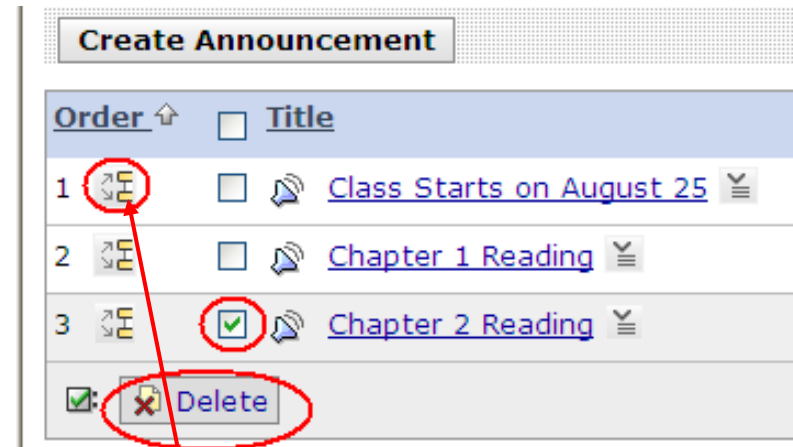 Create Announcement
Order Title
1 Class Starts on August 25
2 Chapter 1 Reading
3 Chapter 2 Reading
: Delete